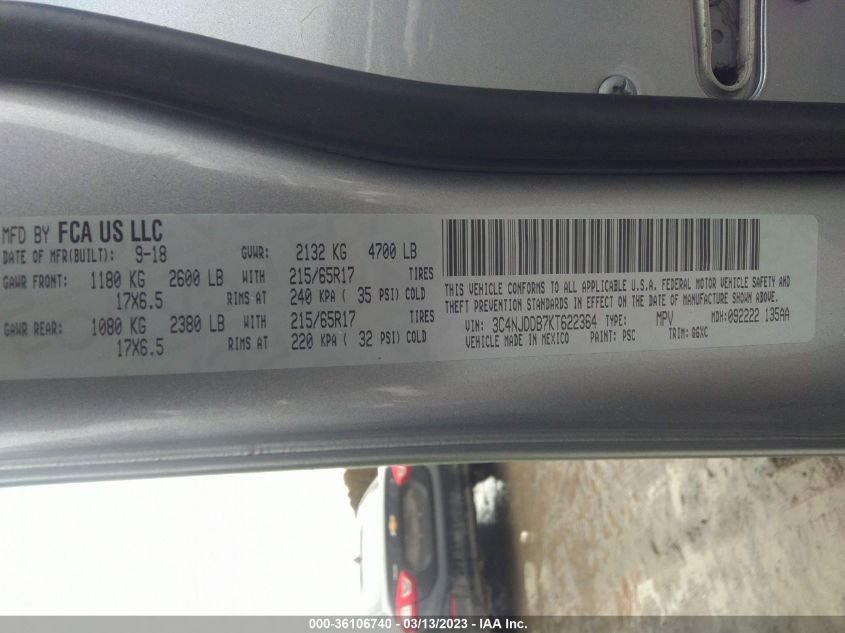 MFD BY FCA US LLC
DATE OF MFR(BUILT): 9-18 GVWR: 2132 KG 4700 LB
GAWR FRONT: 1180 KG 2600 LB WITH 215/65R17 TIRES
17X6.5 RIMS AT 240 KPA ( 35 PSI) COLD
GAWR REAR: 1080 KG 2380 LB WITH 215/65R17 TIRES
17X6.5 RIMS AT 220 KPA ( 32 PSI) COLD
THIS VEHICLE CONFORMS TO ALL APPLICABLE U.S.A. FEDERAL MOTOR VEHICLE SAFETY AND
THEFT PREVENTION STANDARDS IN EFFECT ON THE DATE OF MANUFACTURE SHOWN ABOVE.
VIN: 3C4NJDDB7KT622364 TYPE: MPV MDH:092222 135AA
VEHICLE MADE IN MEXICO PAINT: PSC TRIM: Q6XC
000-36106740 - 03/13/2023 - IAA Inc.